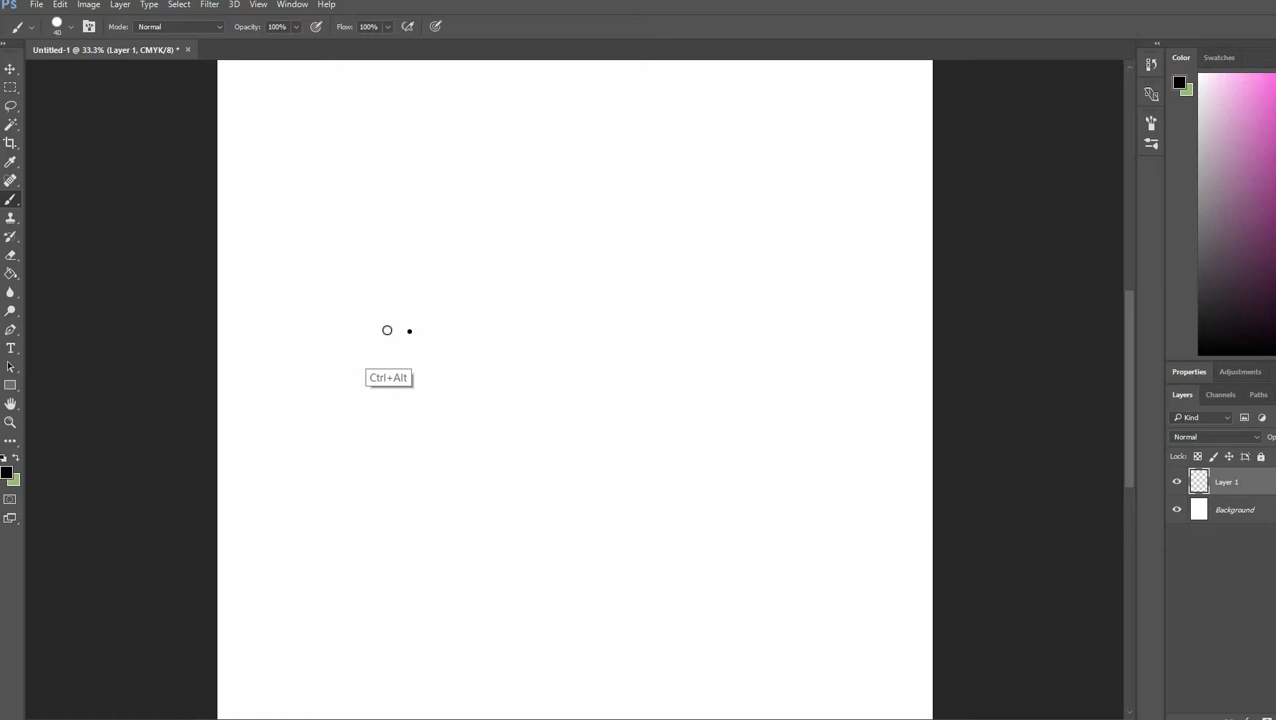 PS File Edit Image Layer Type Select Filter 3D View Window Help
40 Mode: Normal Opacity: 100% Flow: 100%
Untitled-1 @ 33.3% (Layer 1, CMYK/8) * ×
Color Swatches
Ctrl+Alt
T
Properties Adjustments
Layers Channels Paths
Kind
Normal Op
Lock:
Layer 1
Background